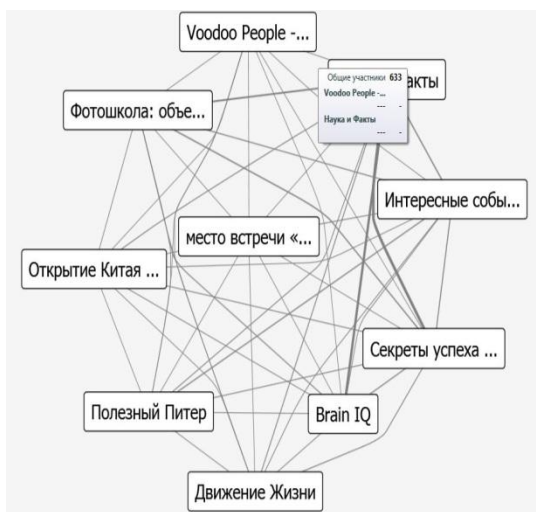 Voodoo People -...
акты
Общие участники 633
Voodoo People -...
--- -
Наука и Факты
--- -
Фотошкола: объе...
Интересные собы...
место встречи «...
Открытие Китая ...
Секреты успеха ...
Полезный Питер
Brain IQ
Движение Жизни